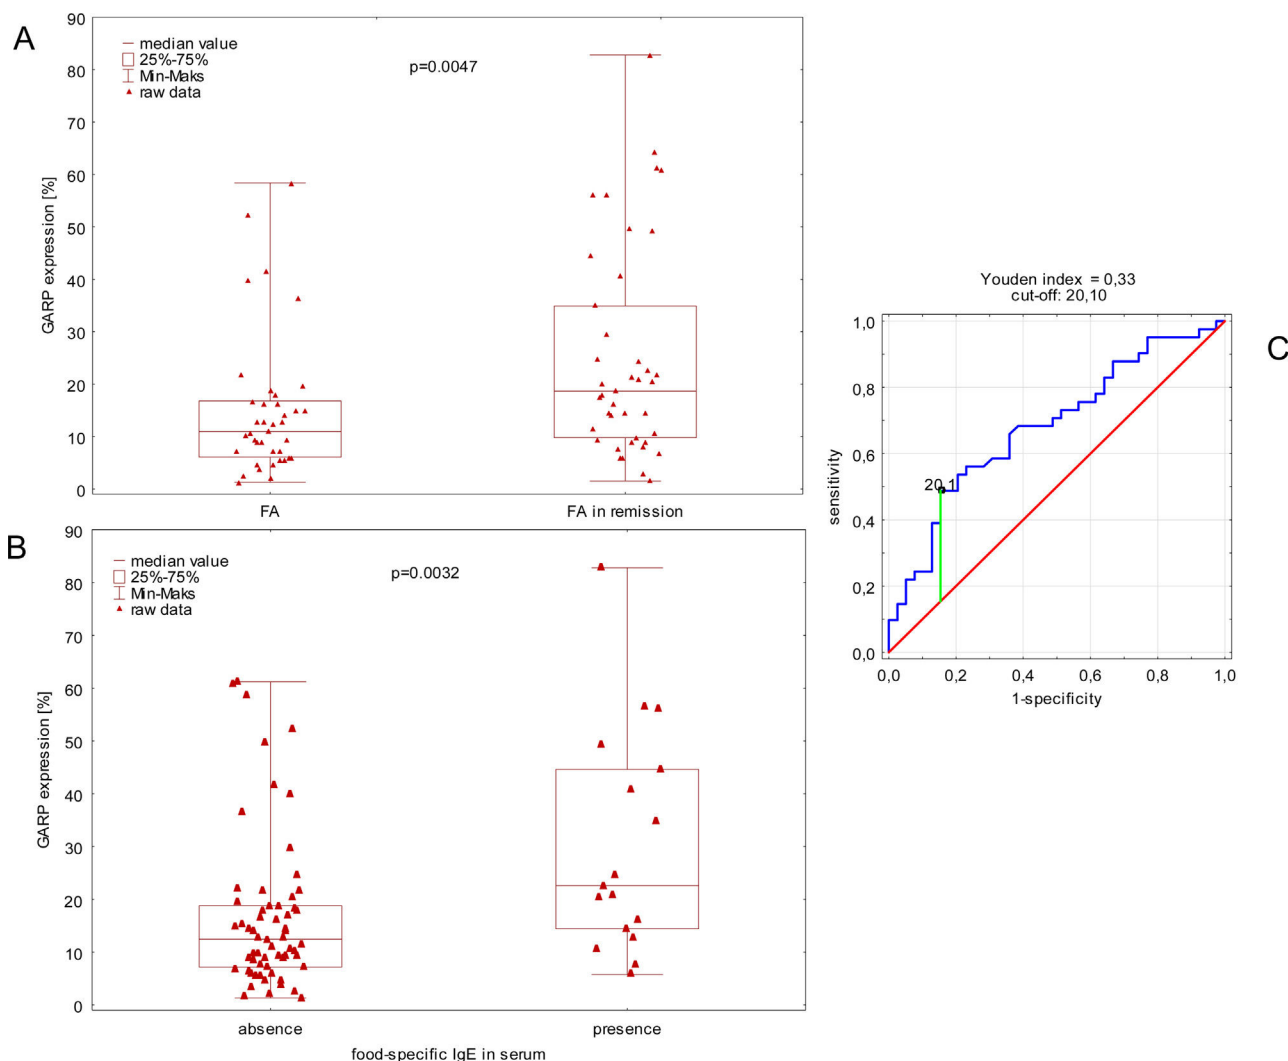 A
90
80
70
60
50
40
30
20
10
0
GARP expression [%]
median value
25%-75%
Min-Maks
raw data
p=0.0047
FA
FA in remission
B
90
80
70
60
50
40
30
20
10
0
GARP expression [%]
median value
25%-75%
Min-Maks
raw data
p=0.0032
absence
presence
food-specific IgE in serum
C
Youden index = 0,33
cut-off: 20,10
1,0
0,8
0,6
0,4
0,2
0,0
sensitivity
20,1
0,0
0,2
0,4
0,6
0,8
1,0
1-specificity